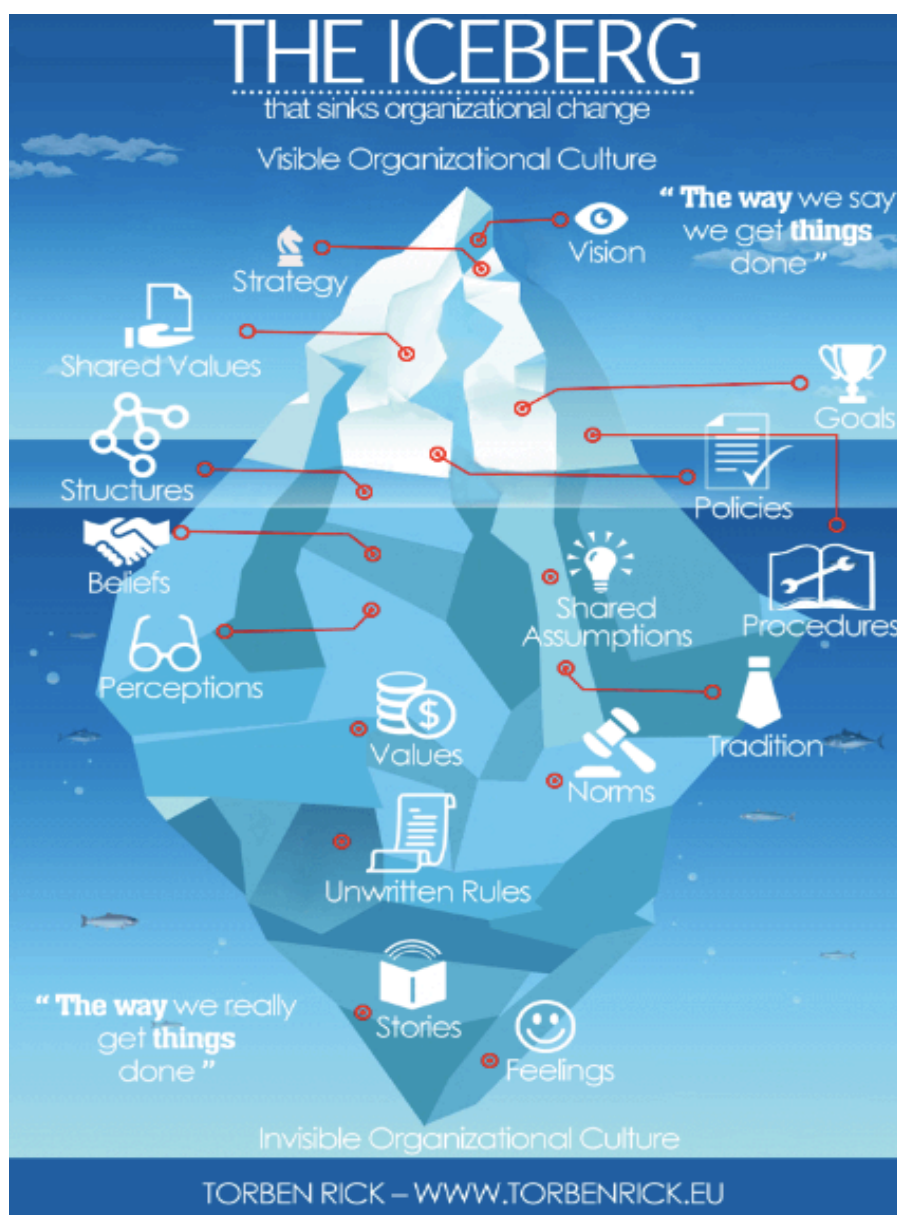 THE ICEBERG
that sinks organizational change
Visible Organizational Culture
“ The way we say
we get things
done ”
Vision
Strategy
Shared Values
Goals
Structures
Policies
Beliefs
Shared
Assumptions
Procedures
Perceptions
Values
Tradition
Norms
Unwritten Rules
“ The way we really
get things
done ”
Stories
Feelings
Invisible Organizational Culture
TORBEN RICK – WWW.TORBENRICK.EU